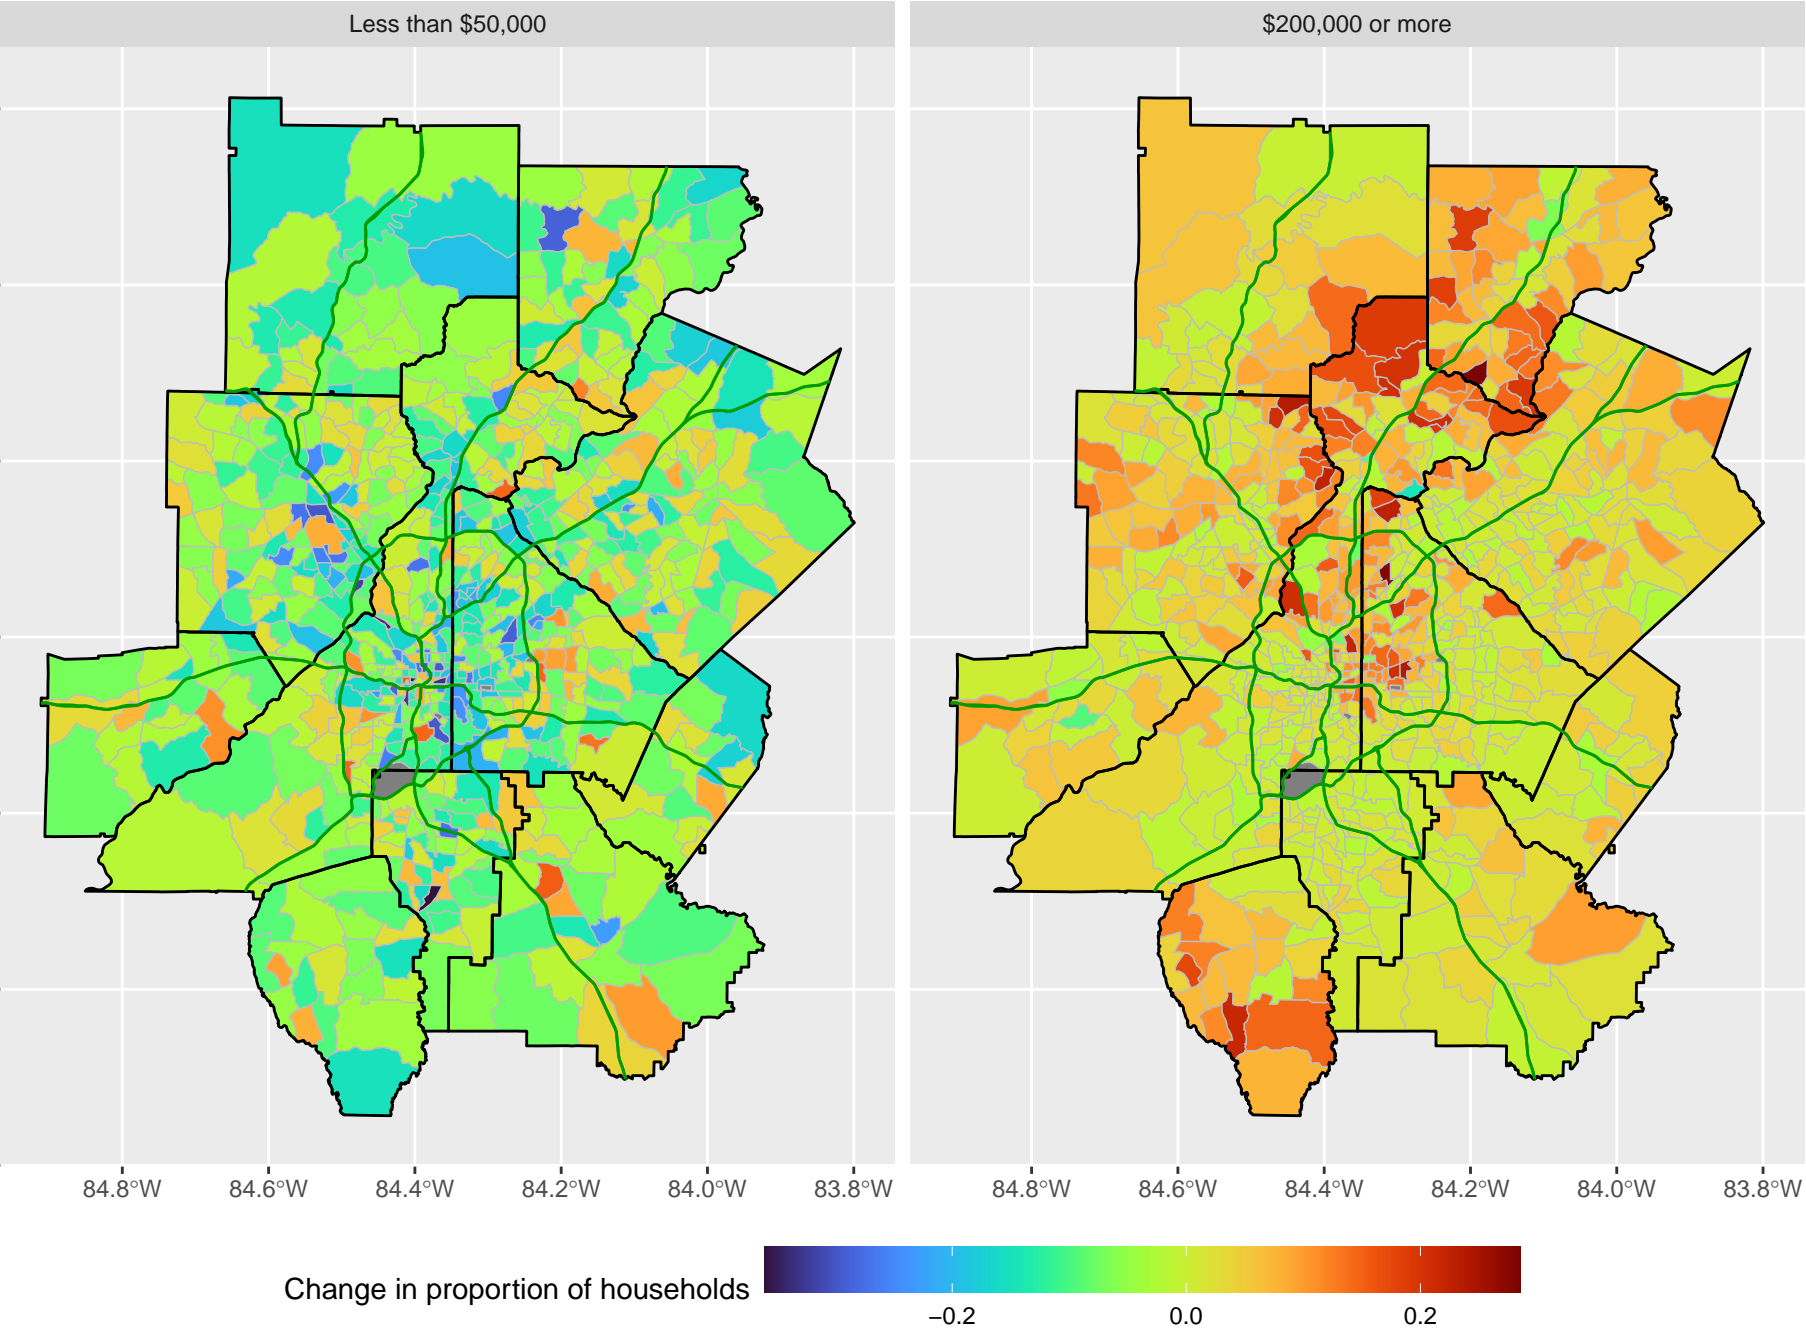 Less than $50,000
$200,000 or more
84.8°W 84.6°W 84.4°W 84.2°W 84.0°W 83.8°W
84.8°W 84.6°W 84.4°W 84.2°W 84.0°W 83.8°W
Change in proportion of households
−0.2 0.0 0.2